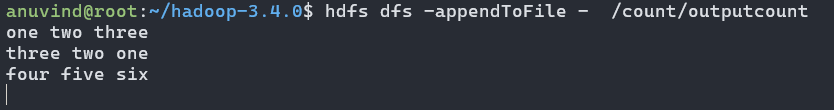 anuvind@root:~/hadoop-3.4.0$ hdfs dfs -appendToFile -  /count/outputcount
one two three
three two one
four five six